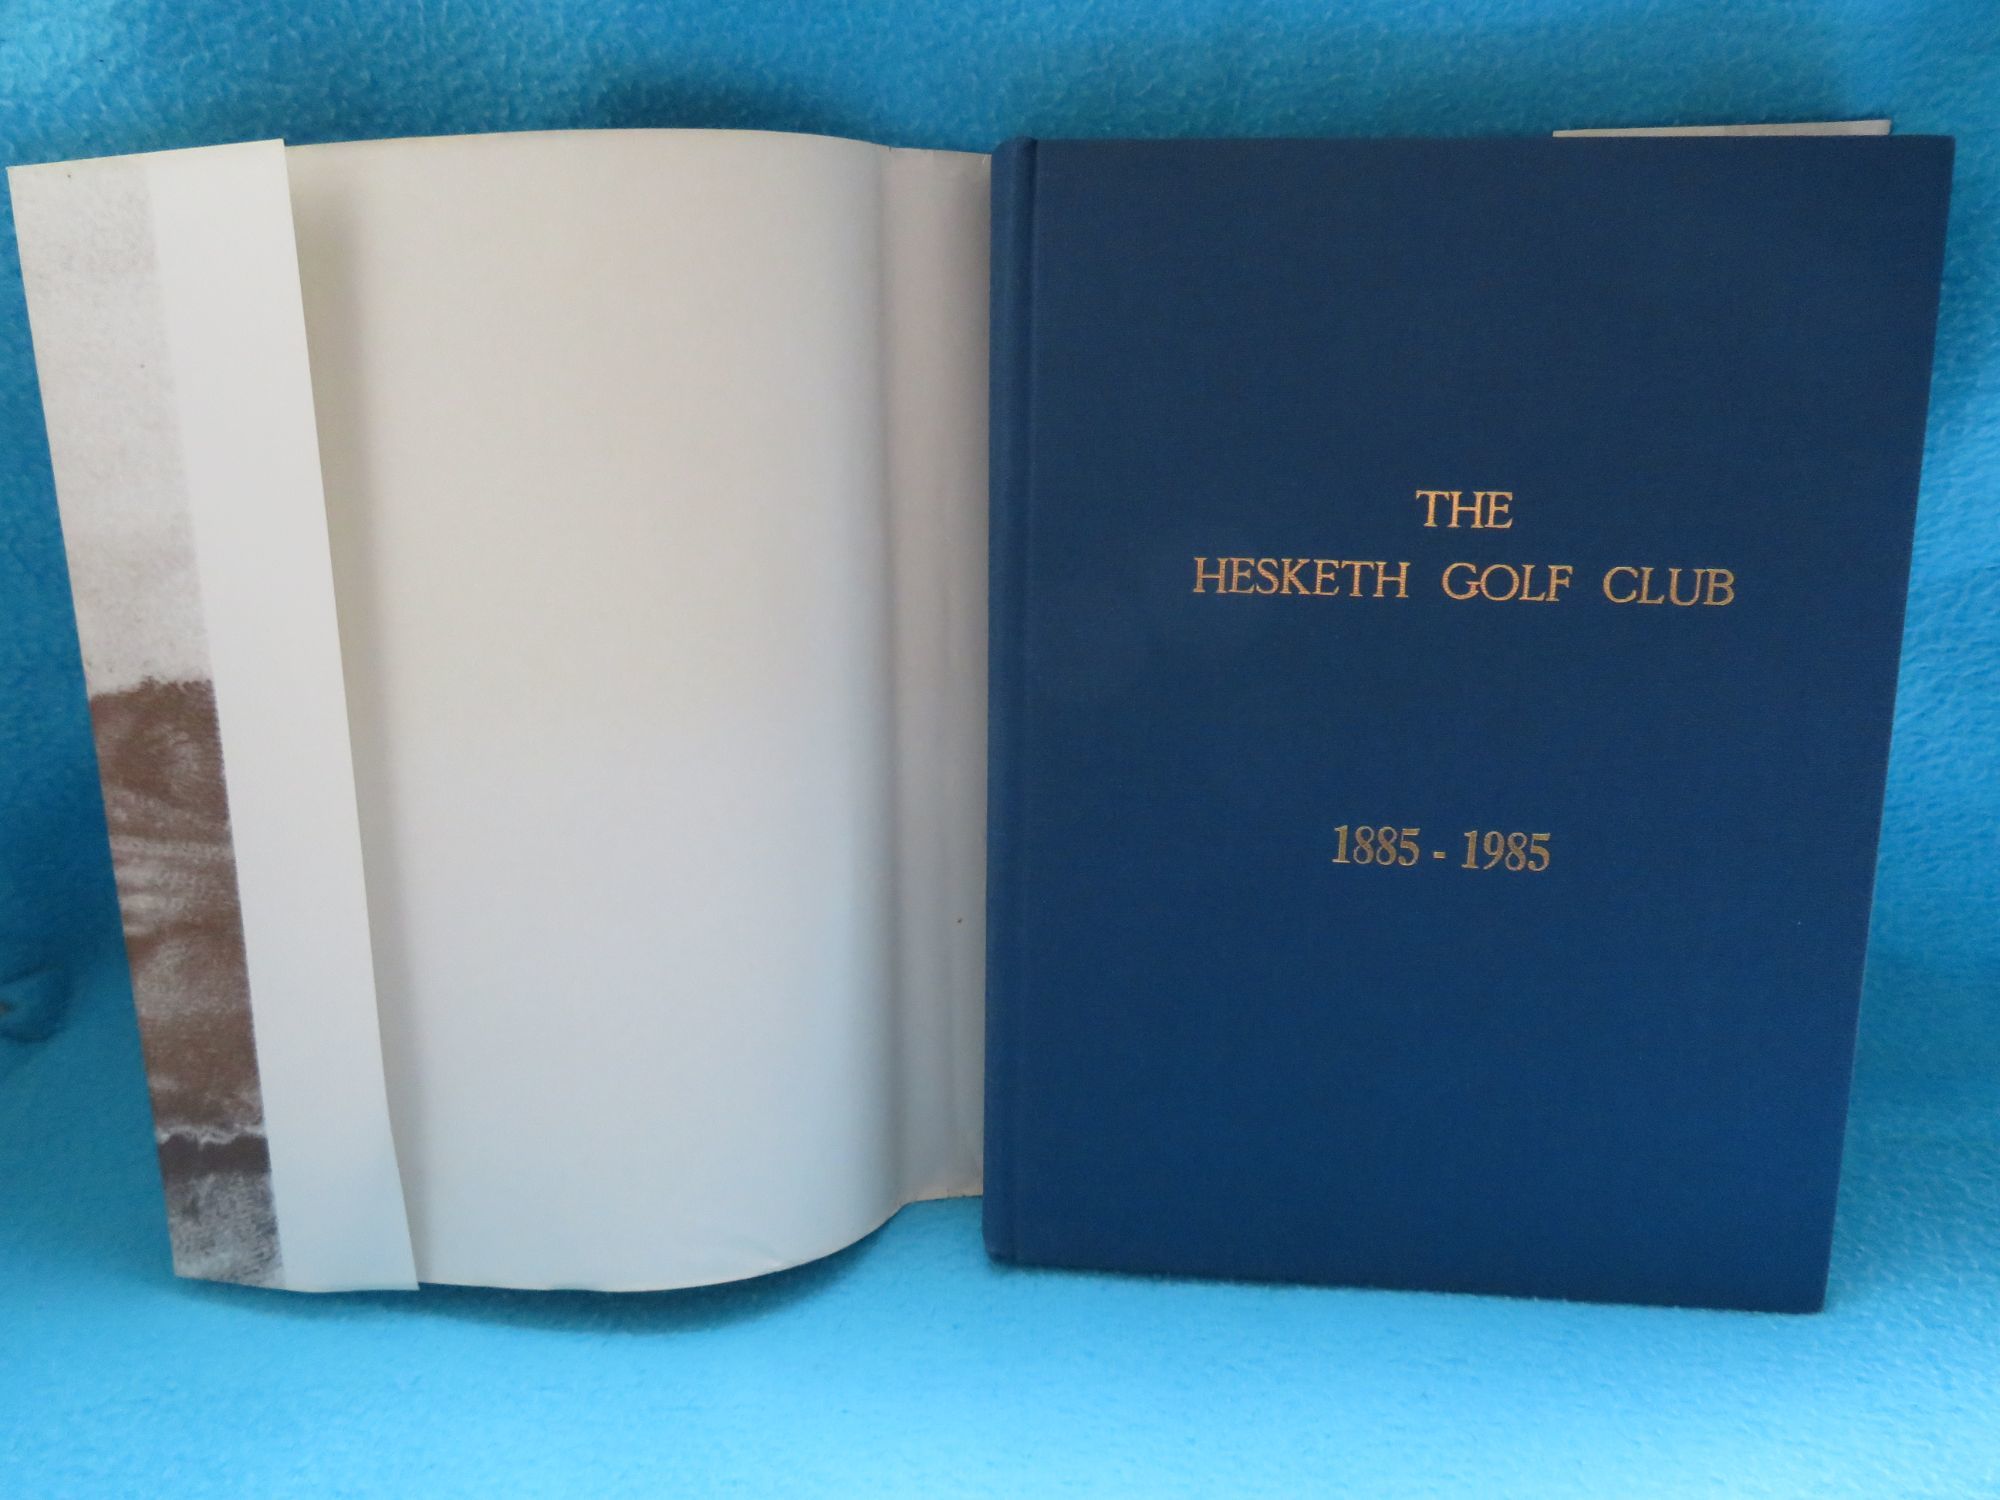 THE
HESKETH GOLF CLUB
1885 - 1985